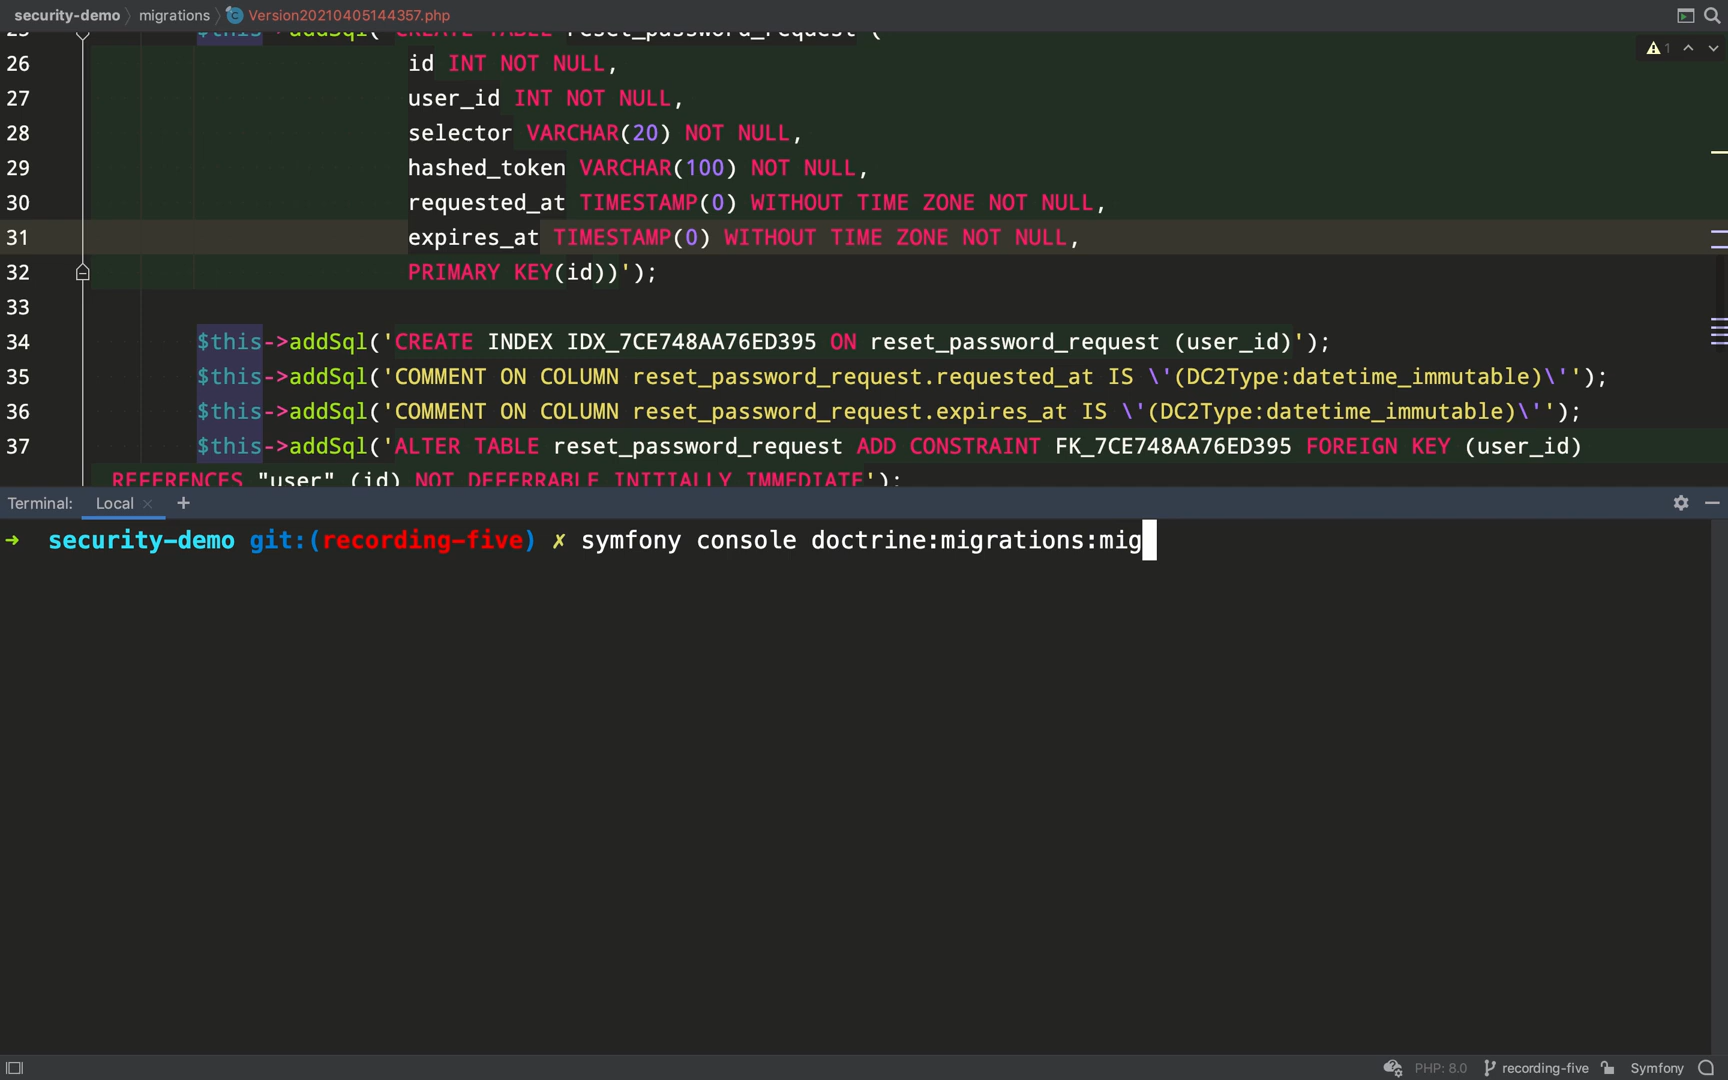 security-demo migrations Version20210405144357.php
25 $this->addSql('CREATE TABLE reset_password_request (
1
26 id INT NOT NULL,
27 user_id INT NOT NULL,
28 selector VARCHAR(20) NOT NULL,
29 hashed_token VARCHAR(100) NOT NULL,
30 requested_at TIMESTAMP(0) WITHOUT TIME ZONE NOT NULL,
31 expires_at TIMESTAMP(0) WITHOUT TIME ZONE NOT NULL,
32 PRIMARY KEY(id))');
33
34 $this->addSql('CREATE INDEX IDX_7CE748AA76ED395 ON reset_password_request (user_id)');
35 $this->addSql('COMMENT ON COLUMN reset_password_request.requested_at IS \'(DC2Type:datetime_immutable)\'');
36 $this->addSql('COMMENT ON COLUMN reset_password_request.expires_at IS \'(DC2Type:datetime_immutable)\'');
37 $this->addSql('ALTER TABLE reset_password_request ADD CONSTRAINT FK_7CE748AA76ED395 FOREIGN KEY (user_id)
REFERENCES "user" (id) NOT DEFERRABLE INITIALLY IMMEDIATE');
Terminal: Local × +
→ security-demo git:(recording-five) ✗ symfony console doctrine:migrations:mig
PHP: 8.0 recording-five Symfony